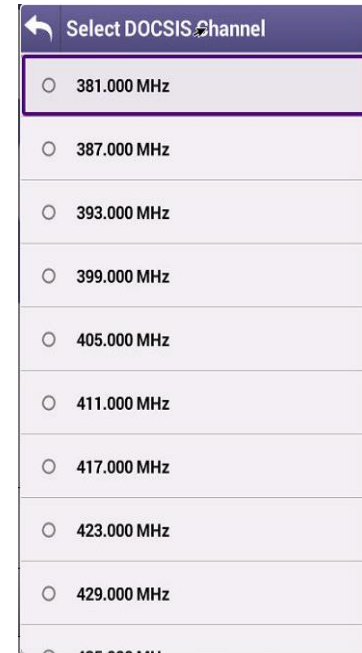 Select DOCSIS Channel
381.000 MHz
387.000 MHz
393.000 MHz
399.000 MHz
405.000 MHz
411.000 MHz
417.000 MHz
423.000 MHz
429.000 MHz